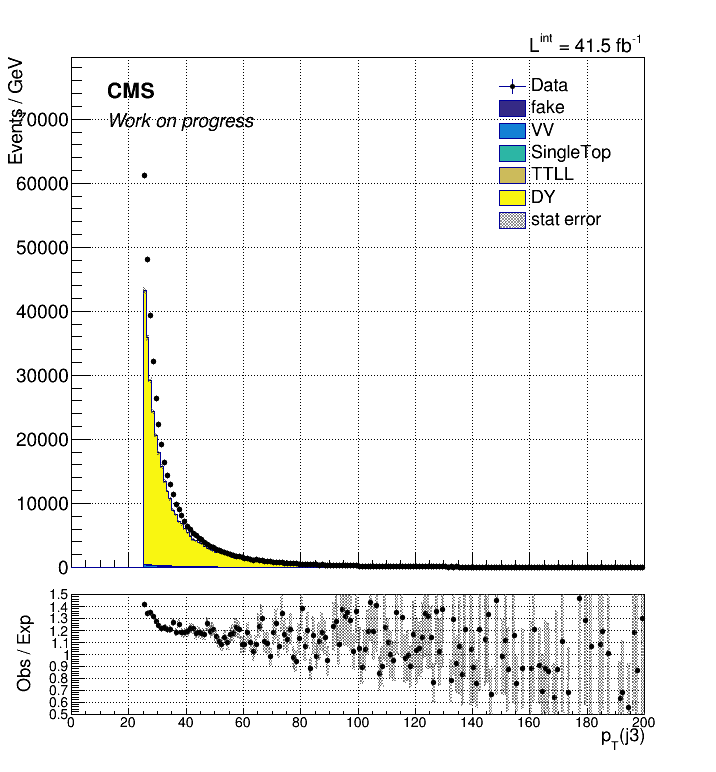 L^int = 41.5 fb^-1
Events / GeV
CMS
Work on progress
Data
fake
VV
SingleTop
TTLL
DY
stat error
70000
60000
50000
40000
30000
20000
10000
0
Obs / Exp
1.5
1.4
1.3
1.2
1.1
1
0.9
0.8
0.7
0.6
0.5
0 20 40 60 80 100 120 140 160 180 200
p_T(j3)